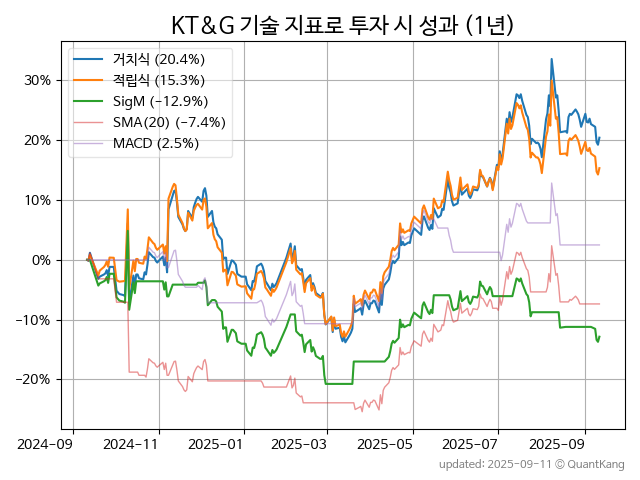 KT&G 기술 지표로 투자 시 성과 (1년)
거치식 (20.4%)
적립식 (15.3%)
SigM (−12.9%)
SMA(20) (−7.4%)
MACD (2.5%)
30%
20%
10%
0%
−10%
−20%
2024-09 2024-11 2025-01 2025-03 2025-05 2025-07 2025-09
updated: 2025-09-11 ⓒ QuantKang